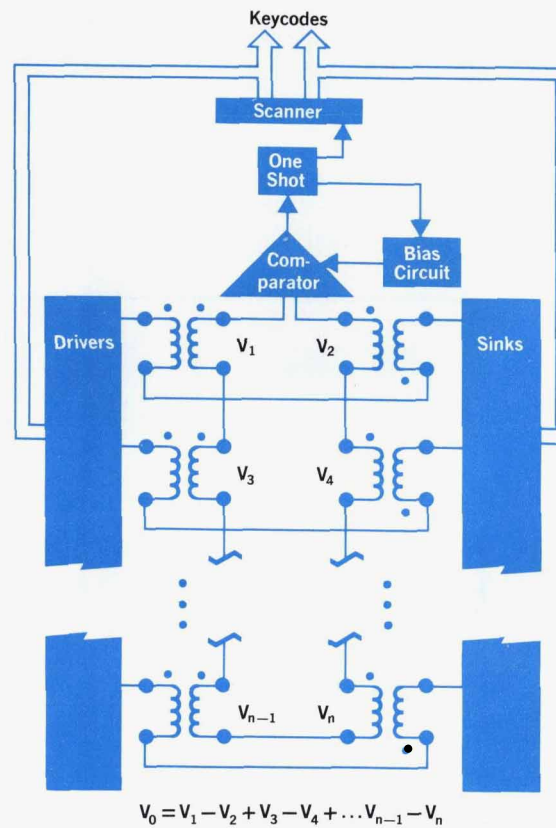 Keycodes
Scanner
One
Shot
Com-
parator
Bias
Circuit
Drivers
V₁
V₂
Sinks
V₃
V₄
Vₙ₋₁
Vₙ
V₀ = V₁ − V₂ + V₃ − V₄ + ...Vₙ₋₁ − Vₙ